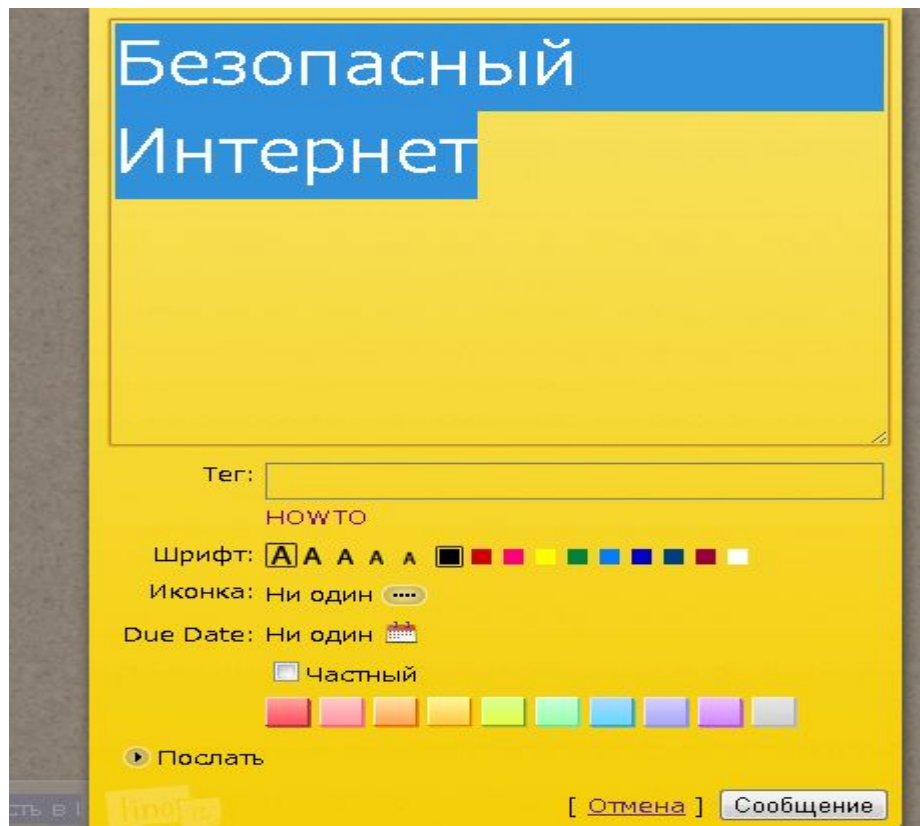 Безопасный
Интернет
Тег:
HOWTO
Шрифт: A A A A A
Иконка: Ни один
Due Date: Ни один
Частный
Послать
[ Отмена ] Сообщение